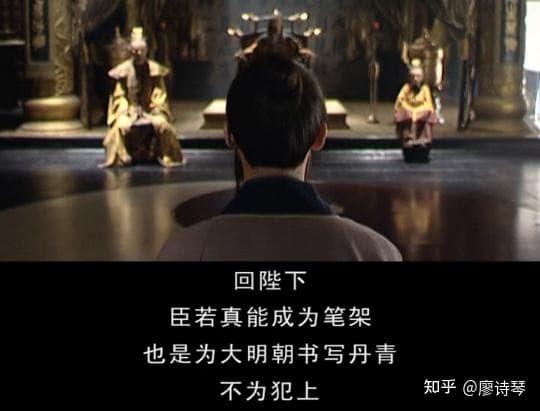 回陛下
臣若真能成为笔架
也是为大明朝书写丹青
不为犯上
知乎 @廖诗琴